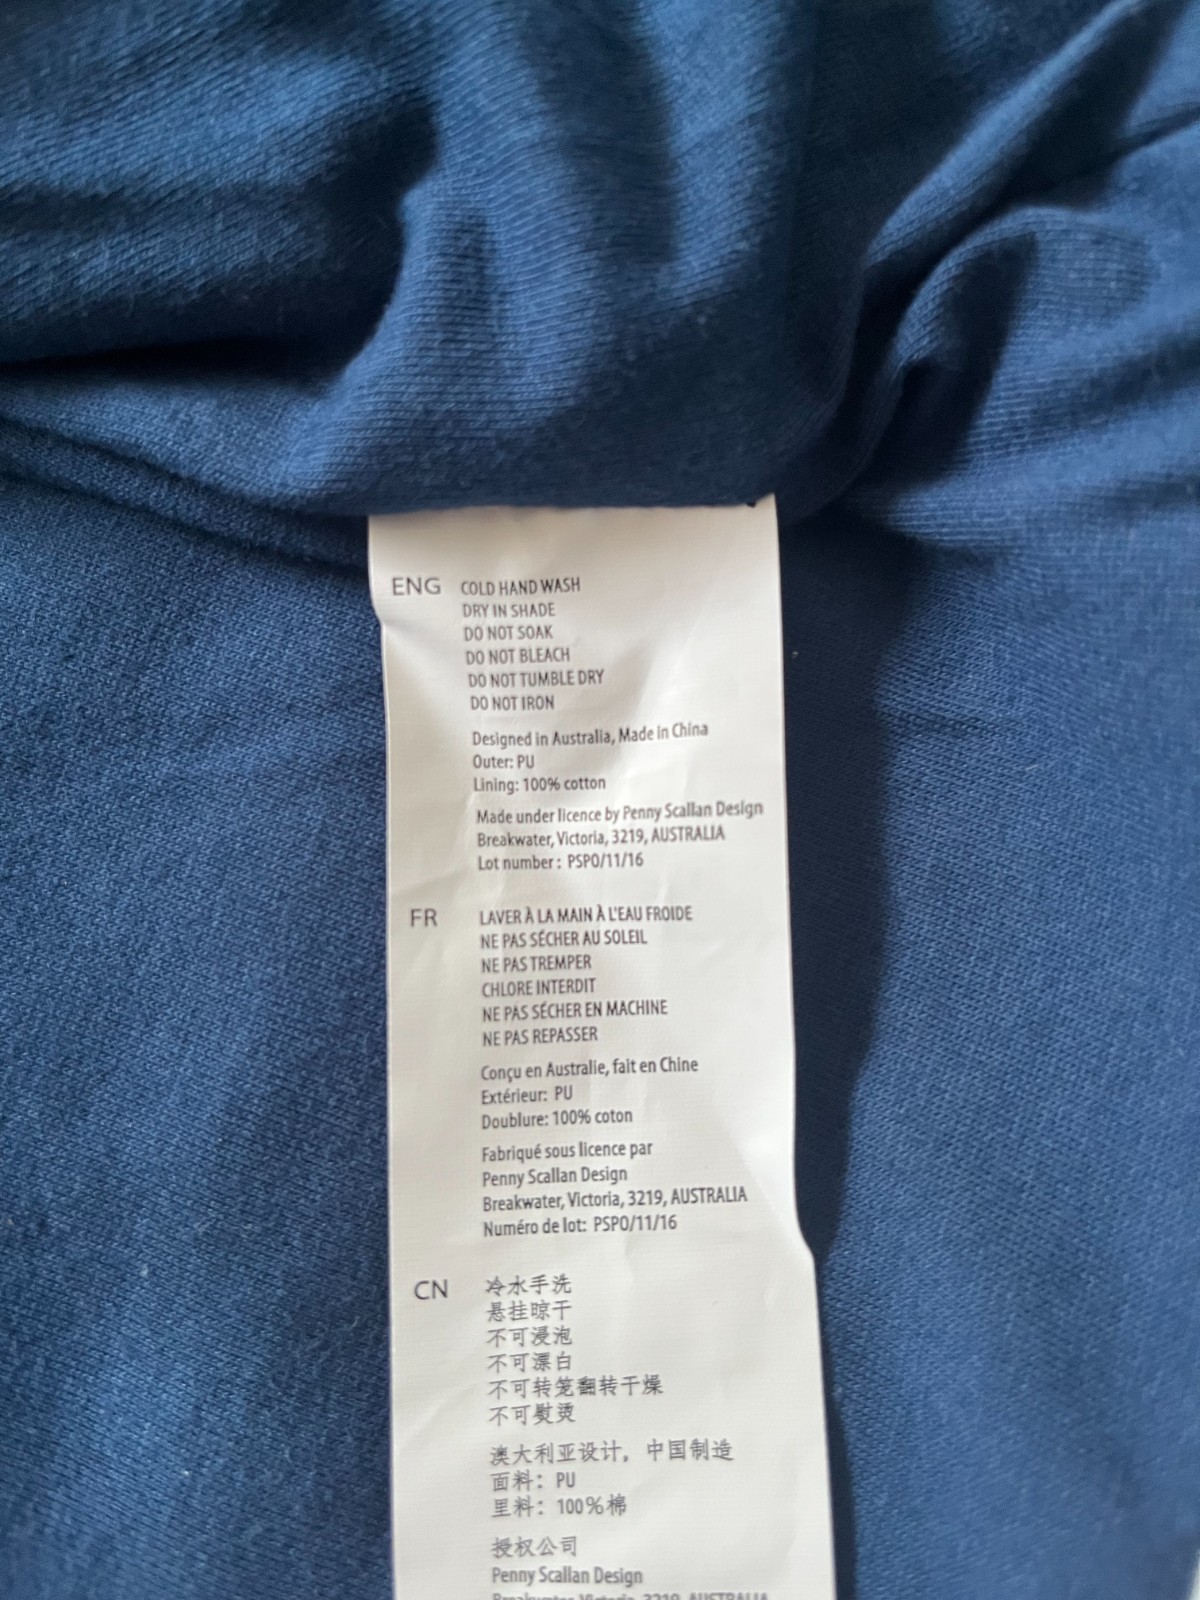 ENG COLD HAND WASH
DRY IN SHADE
DO NOT SOAK
DO NOT BLEACH
DO NOT TUMBLE DRY
DO NOT IRON
Designed in Australia, Made in China
Outer: PU
Lining: 100% cotton
Made under licence by Penny Scallan Design
Breakwater, Victoria, 3219, AUSTRALIA
Lot number : PSPO/11/16
FR LAVER À LA MAIN À L'EAU FROIDE
NE PAS SÉCHER AU SOLEIL
NE PAS TREMPER
CHLORE INTERDIT
NE PAS SÉCHER EN MACHINE
NE PAS REPASSER
Conçu en Australie, fait en Chine
Extérieur: PU
Doublure: 100% coton
Fabriqué sous licence par
Penny Scallan Design
Breakwater, Victoria, 3219, AUSTRALIA
Numéro de lot: PSPO/11/16
CN 冷水手洗
悬挂晾干
不可浸泡
不可漂白
不可转笼翻转干燥
不可熨烫
澳大利亚设计，中国制造
面料：PU
里料：100%棉
授权公司
Penny Scallan Design
Breakwater, Victoria, 3219, AUSTRALIA